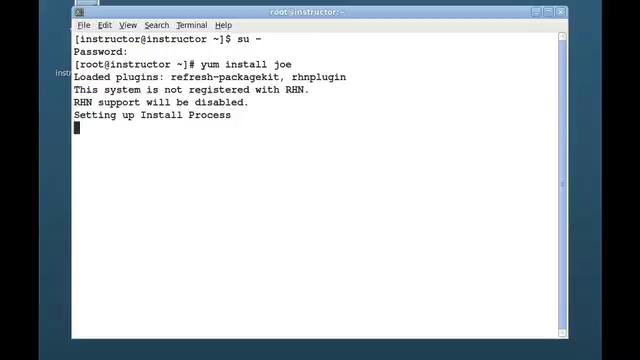 root@instructor:~
File Edit View Search Terminal Help
[instructor@instructor ~]$ su -
Password:
[root@instructor ~]# yum install joe
Loaded plugins: refresh-packagekit, rhnplugin
This system is not registered with RHN.
RHN support will be disabled.
Setting up Install Process
instr